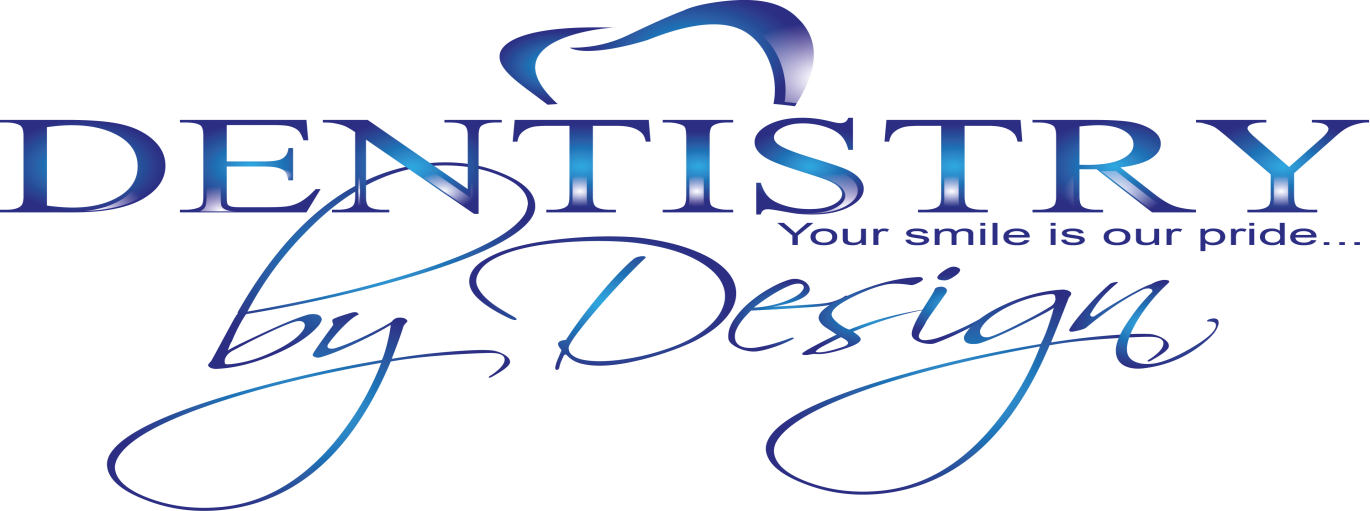 DENTISTRY
Your smile is our pride...
by Design